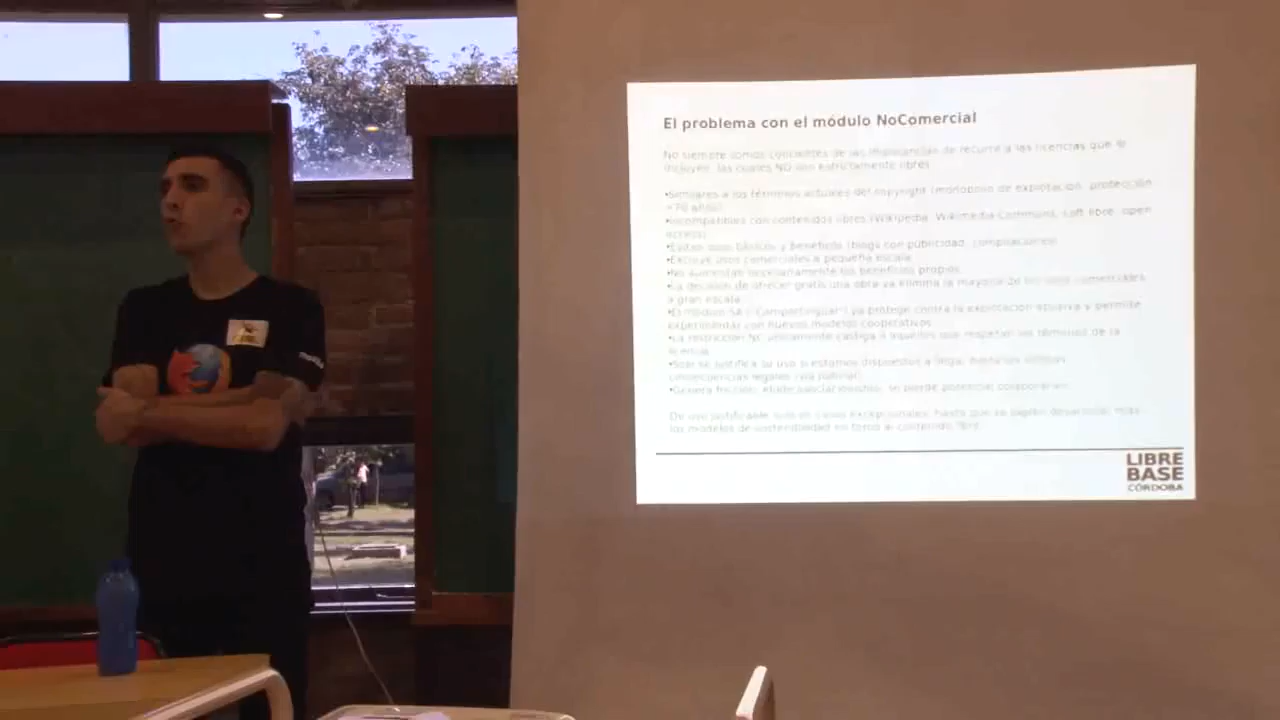 El problema con el módulo NoComercial
No siempre somos concientes de las implicancias de recurrir a las licencias que lo
incluyen, las cuales NO son estrictamente libres
•Similares a los términos actuales del copyright (monopolio de explotación, protección
70 años)
•Incompatibles con contenidos libres (Wikipedia, Wikimedia Commons, soft libre, open
access)
•Evitan usos básicos y benéficos (blogs con publicidad, compilaciones)
•Excluye usos comerciales a pequeña escala
•No aumentan necesariamente los beneficios propios
•La decisión de ofrecer gratis una obra ya elimina la mayoría de los usos comerciales
a gran escala
•El módulo SA ("CompartirIgual") ya protege contra la explotación abusiva y permite
experimentar con nuevos modelos cooperativos
•La restricción NC únicamente castiga a aquellos que respetan los términos de la
licencia
•Solo se justifica su uso si estamos dispuestos a llegar hasta las últimas
consecuencias legales
•Genera fricción, se pierde potencial colaborativo
De uso justificable solo en casos excepcionales, hasta que se logren desarrollar más
los modelos de sostenibilidad en torno al contenido libre
LIBRE
BASE
CÓRDOBA